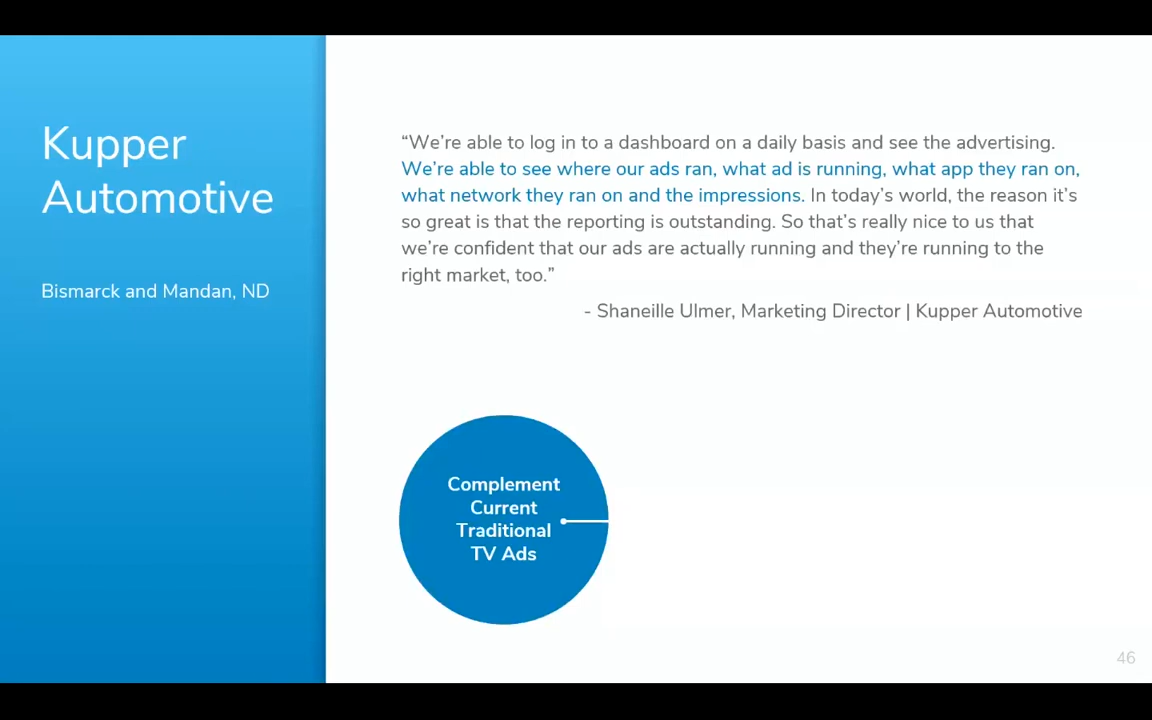 Kupper
Automotive
Bismarck and Mandan, ND
“We’re able to log in to a dashboard on a daily basis and see the advertising.
We’re able to see where our ads ran, what ad is running, what app they ran on,
what network they ran on and the impressions. In today’s world, the reason it’s
so great is that the reporting is outstanding. So that’s really nice to us that
we’re confident that our ads are actually running and they’re running to the
right market, too.”
- Shaneille Ulmer, Marketing Director | Kupper Automotive
Complement
Current
Traditional
TV Ads
46